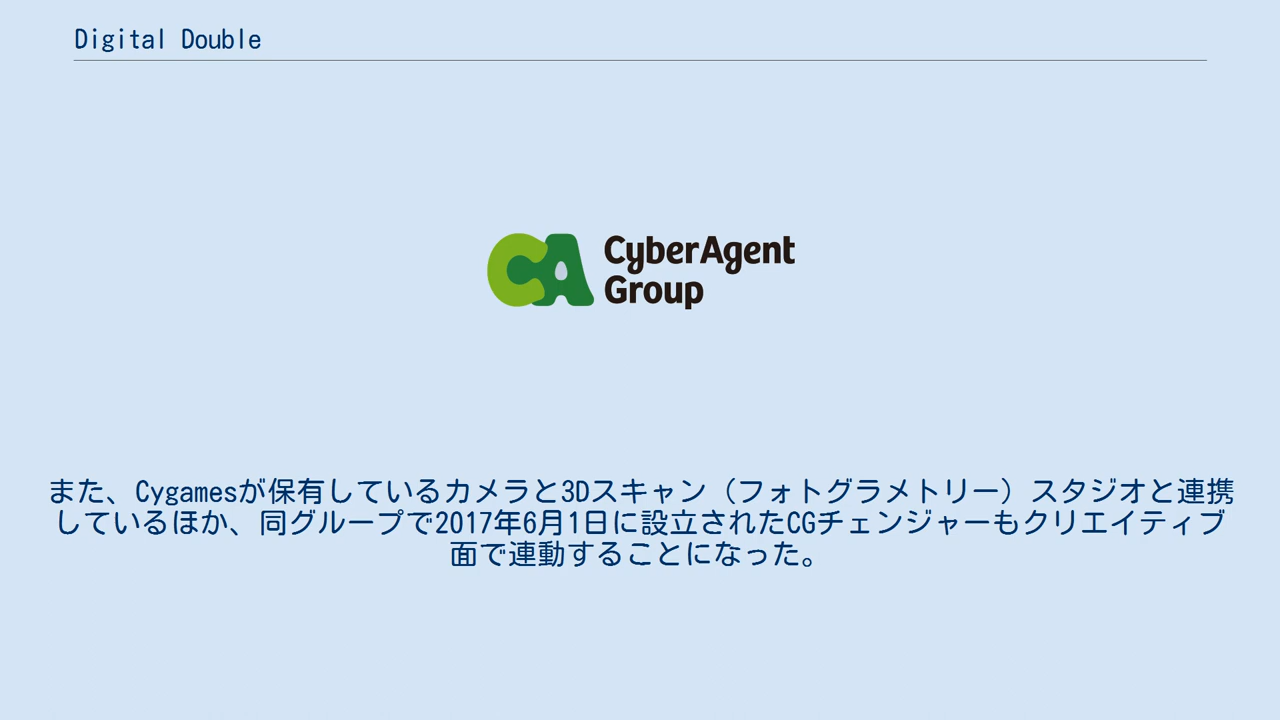 Digital Double
CA CyberAgent
Group
また、Cygamesが保有しているカメラと3Dスキャン（フォトグラメトリー）スタジオと連携
しているほか、同グループで2017年6月1日に設立されたCGチェンジャーもクリエイティブ
面で連動することになった。